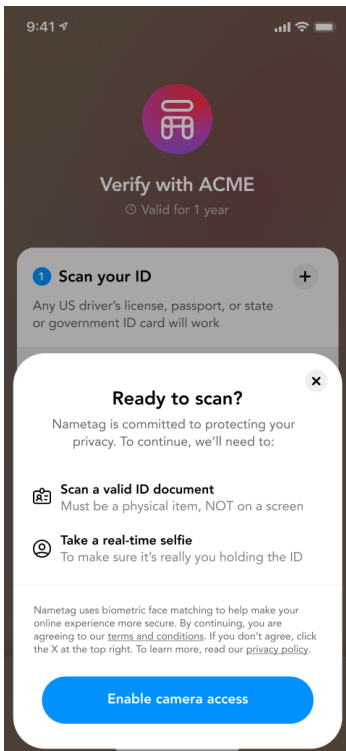 9:41
Verify with ACME
Valid for 1 year
1 Scan your ID
Any US driver's license, passport, or state
or government ID card will work
Ready to scan?
Nametag is committed to protecting your
privacy. To continue, we'll need to:
Scan a valid ID document
Must be a physical item, NOT on a screen
Take a real-time selfie
To make sure it's really you holding the ID
Nametag uses biometric face matching to help make your
online experience more secure. By continuing, you are
agreeing to our terms and conditions. If you don't agree, click
the X at the top right. To learn more, read our privacy policy.
Enable camera access